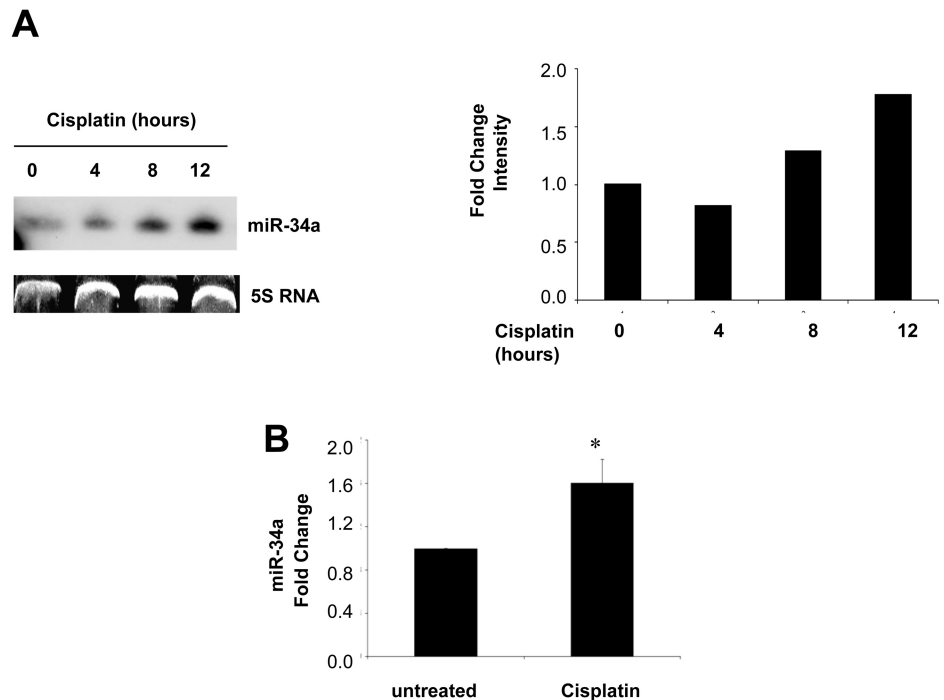 A
Cisplatin (hours)
0 4 8 12
miR-34a
5S RNA
Fold Change
Intensity
2.0
1.5
1.0
0.5
0.0
Cisplatin
(hours)
0 4 8 12
B
miR-34a
Fold Change
2.0
1.6
1.2
0.8
0.4
0.0
*
untreated Cisplatin